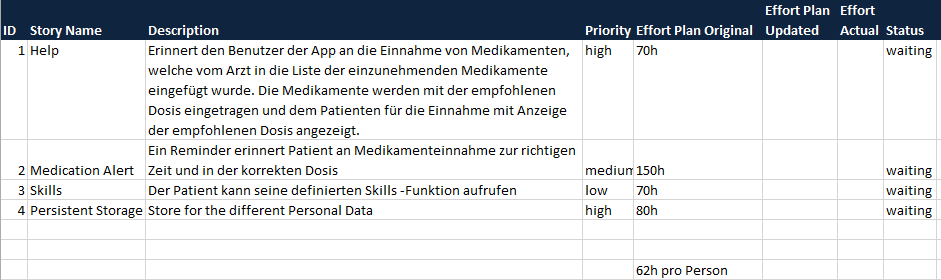 Effort Plan Effort
ID Story Name Description Priority Effort Plan Original Updated Actual Status
1 Help Erinnert den Benutzer der App an die Einnahme von Medikamenten, high 70h waiting
welche vom Arzt in die Liste der einzunehmenden Medikamente
eingefügt wurde. Die Medikamente werden mit der empfohlenen
Dosis eingetragen und dem Patienten für die Einnahme mit Anzeige
der empfohlenen Dosis angezeigt.
Ein Reminder erinnert Patient an Medikamenteinnahme zur richtigen
2 Medication Alert Zeit und in der korrekten Dosis medium 150h waiting
3 Skills Der Patient kann seine definierten Skills -Funktion aufrufen low 70h waiting
4 Persistent Storage Store for the different Personal Data high 80h waiting
62h pro Person